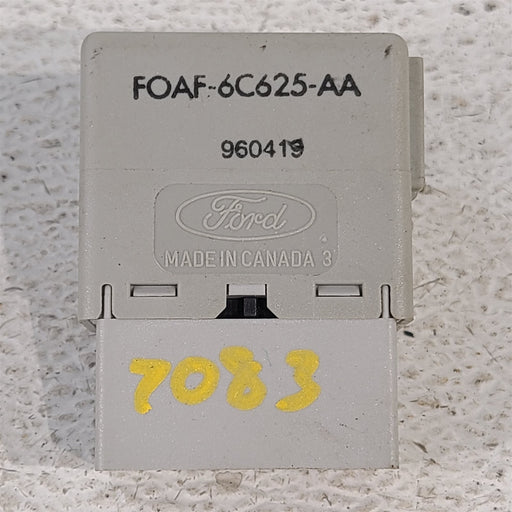 FOAF-6C625-AA
960419
Ford
MADE IN CANADA 3
7083